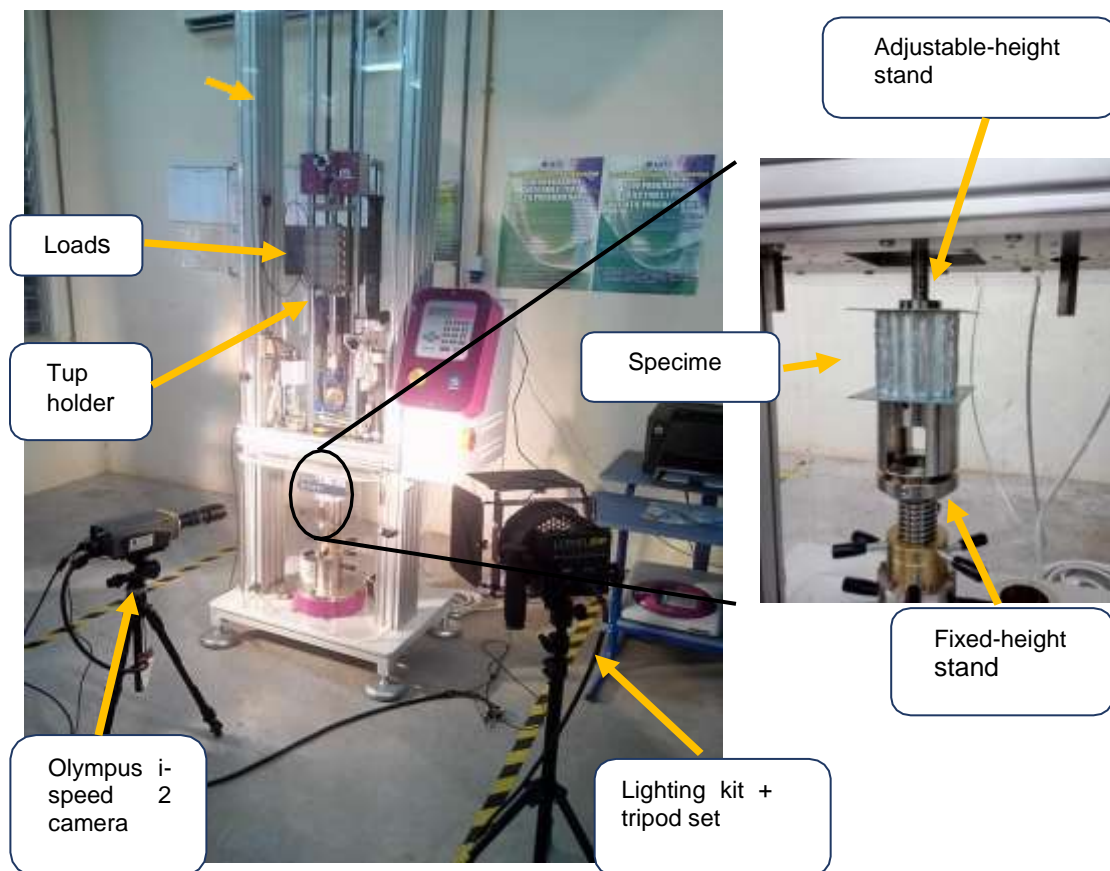 Adjustable-height
stand
Loads
Tup
holder
Specime
Fixed-height
stand
Olympus i-
speed 2
camera
Lighting kit +
tripod set